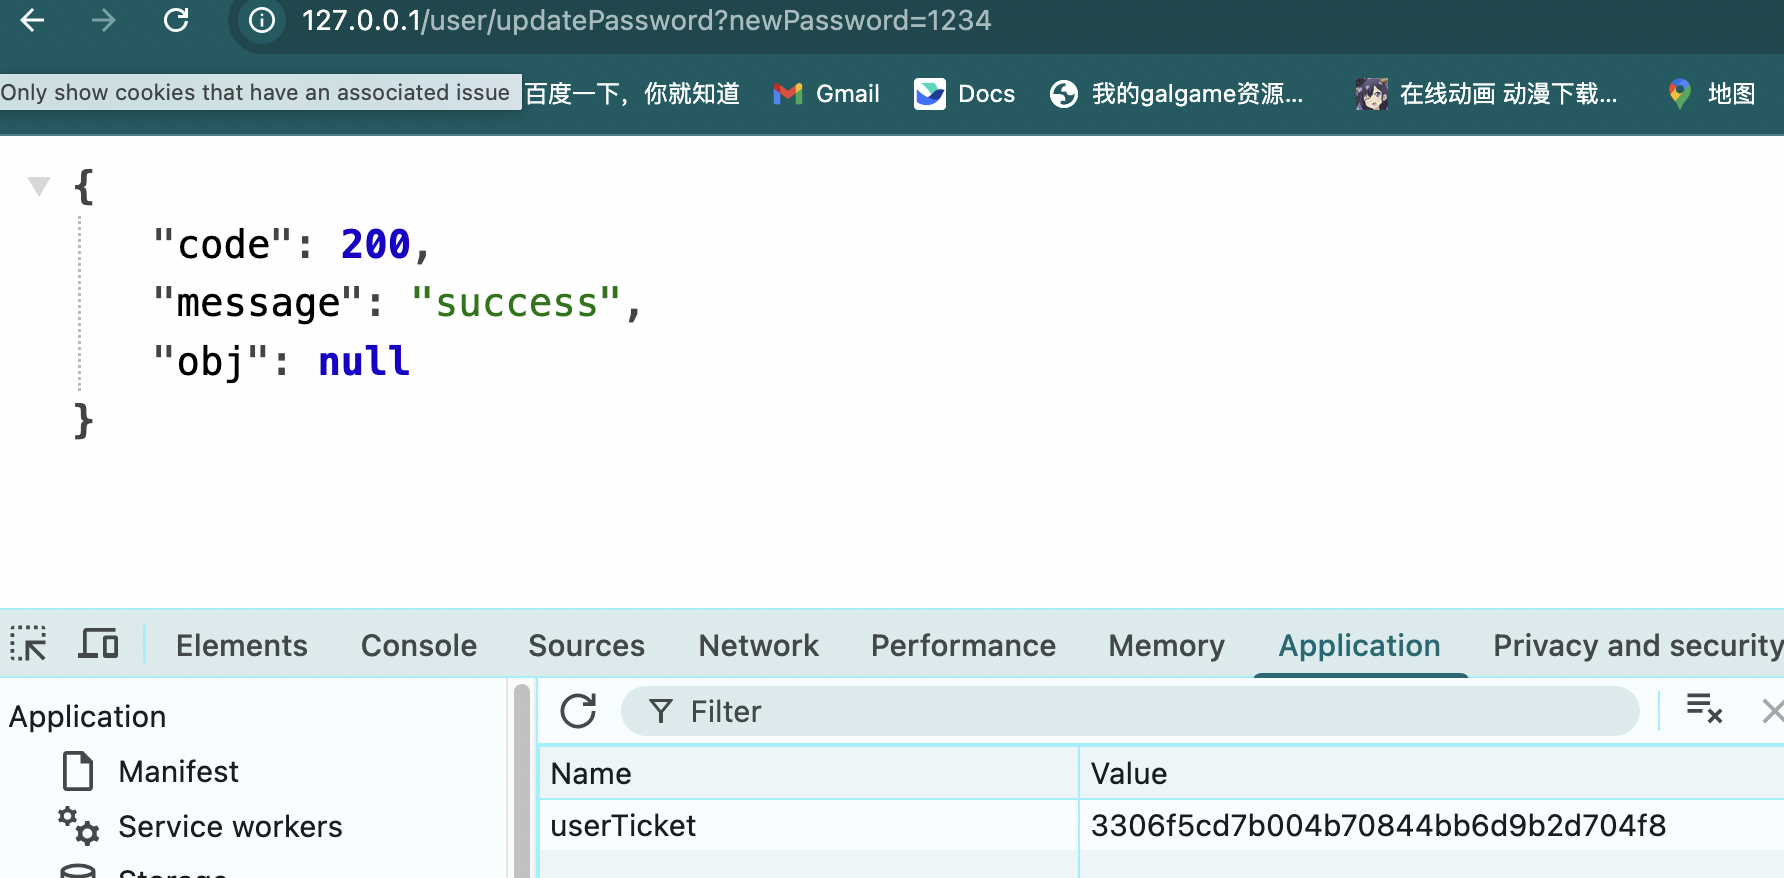 127.0.0.1/user/updatePassword?newPassword=1234
Only show cookies that have an associated issue 百度一下，你就知道 Gmail Docs 我的galgame资源... 在线动画 动漫下载... 地图
{
"code": 200,
"message": "success",
"obj": null
}
Elements Console Sources Network Performance Memory Application Privacy and security
Application
Filter
Manifest
Name Value
Service workers
userTicket 3306f5cd7b004b70844bb6d9b2d704f8
Storage